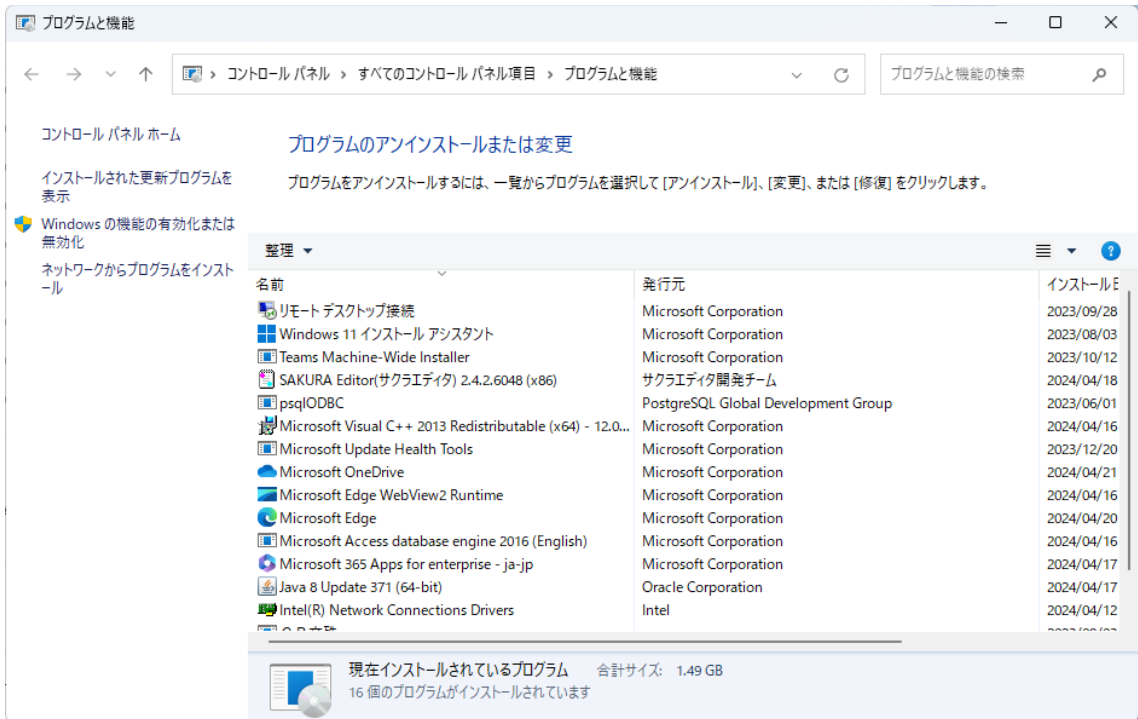 プログラムと機能
コントロール パネル › すべてのコントロール パネル項目 › プログラムと機能
プログラムと機能の検索
コントロール パネル ホーム
インストールされた更新プログラムを
表示
Windows の機能の有効化または
無効化
ネットワークからプログラムをインスト
ール
プログラムのアンインストールまたは変更
プログラムをアンインストールするには、一覧からプログラムを選択して [アンインストール]、[変更]、または [修復] をクリックします。
整理
名前 発行元 インストール
リモート デスクトップ接続 Microsoft Corporation 2023/09/28
Windows 11 インストール アシスタント Microsoft Corporation 2023/08/03
Teams Machine-Wide Installer Microsoft Corporation 2023/10/12
SAKURA Editor(サクラエディタ) 2.4.2.6048 (x86) サクラエディタ開発チーム 2024/04/18
psqlODBC PostgreSQL Global Development Group 2023/06/01
Microsoft Visual C++ 2013 Redistributable (x64) - 12.0... Microsoft Corporation 2024/04/16
Microsoft Update Health Tools Microsoft Corporation 2023/12/20
Microsoft OneDrive Microsoft Corporation 2024/04/21
Microsoft Edge WebView2 Runtime Microsoft Corporation 2024/04/16
Microsoft Edge Microsoft Corporation 2024/04/20
Microsoft Access database engine 2016 (English) Microsoft Corporation 2024/04/16
Microsoft 365 Apps for enterprise - ja-jp Microsoft Corporation 2024/04/17
Java 8 Update 371 (64-bit) Oracle Corporation 2024/04/17
Intel(R) Network Connections Drivers Intel 2024/04/12
現在インストールされているプログラム 合計サイズ: 1.49 GB
16 個のプログラムがインストールされています